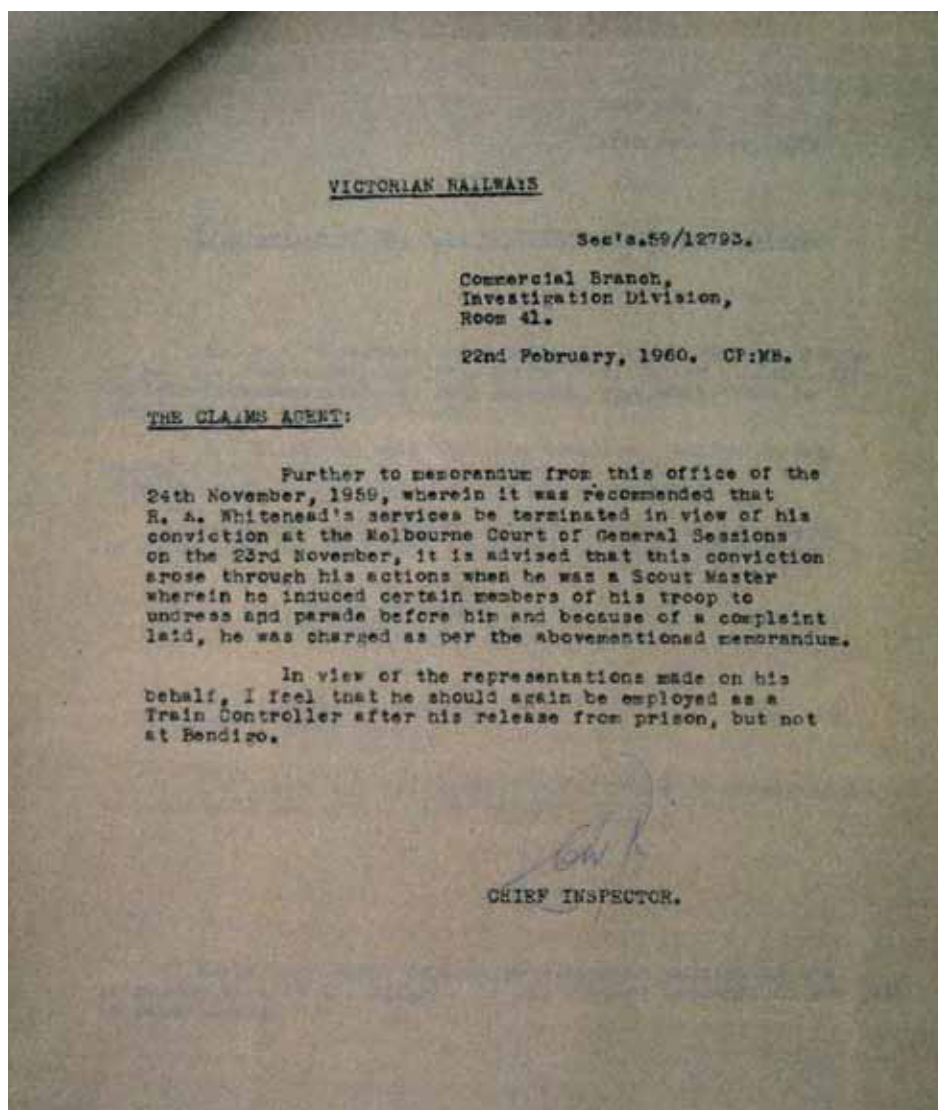 VICTORIAN RAILWAYS
Sec's.59/12793.
Commercial Branch,
Investigation Division,
Room 41.
22nd February, 1960. CP:MB.
THE CLAIMS AGENT:
Further to memorandum from this office of the
24th November, 1959, wherein it was recommended that
R. A. Whitehead's services be terminated in view of his
conviction at the Melbourne Court of General Sessions
on the 23rd November, it is advised that this conviction
arose through his actions when he was a Scout Master
wherein he induced certain members of his troop to
undress and parade before him and because of a complaint
laid, he was charged as per the abovementioned memorandum.
In view of the representations made on his
behalf, I feel that he should again be employed as a
Train Controller after his release from prison, but not
at Bendigo.
CHIEF INSPECTOR.